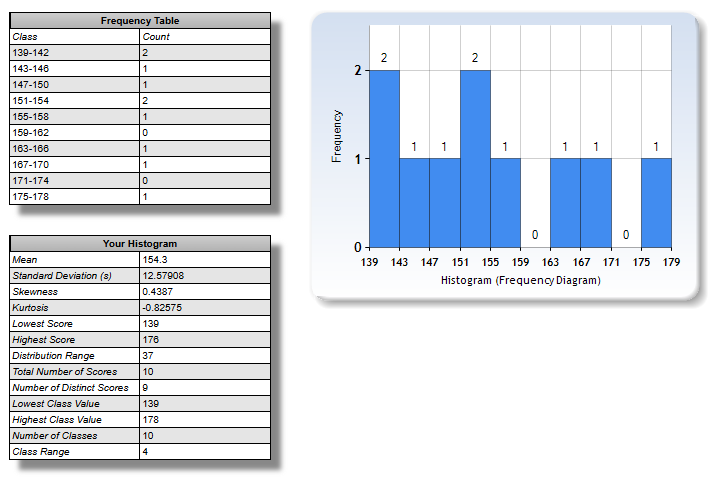 Frequency Table
Class Count
139-142 2
143-146 1
147-150 1
151-154 2
155-158 1
159-162 0
163-166 1
167-170 1
171-174 0
175-178 1
Your Histogram
Mean 154.3
Standard Deviation (s) 12.57908
Skewness 0.4387
Kurtosis -0.82575
Lowest Score 139
Highest Score 176
Distribution Range 37
Total Number of Scores 10
Number of Distinct Scores 9
Lowest Class Value 139
Highest Class Value 178
Number of Classes 10
Class Range 4
Frequency
2
1
0
2 1 1 2 1 0 1 1 0 1
139 143 147 151 155 159 163 167 171 175 179
Histogram (Frequency Diagram)